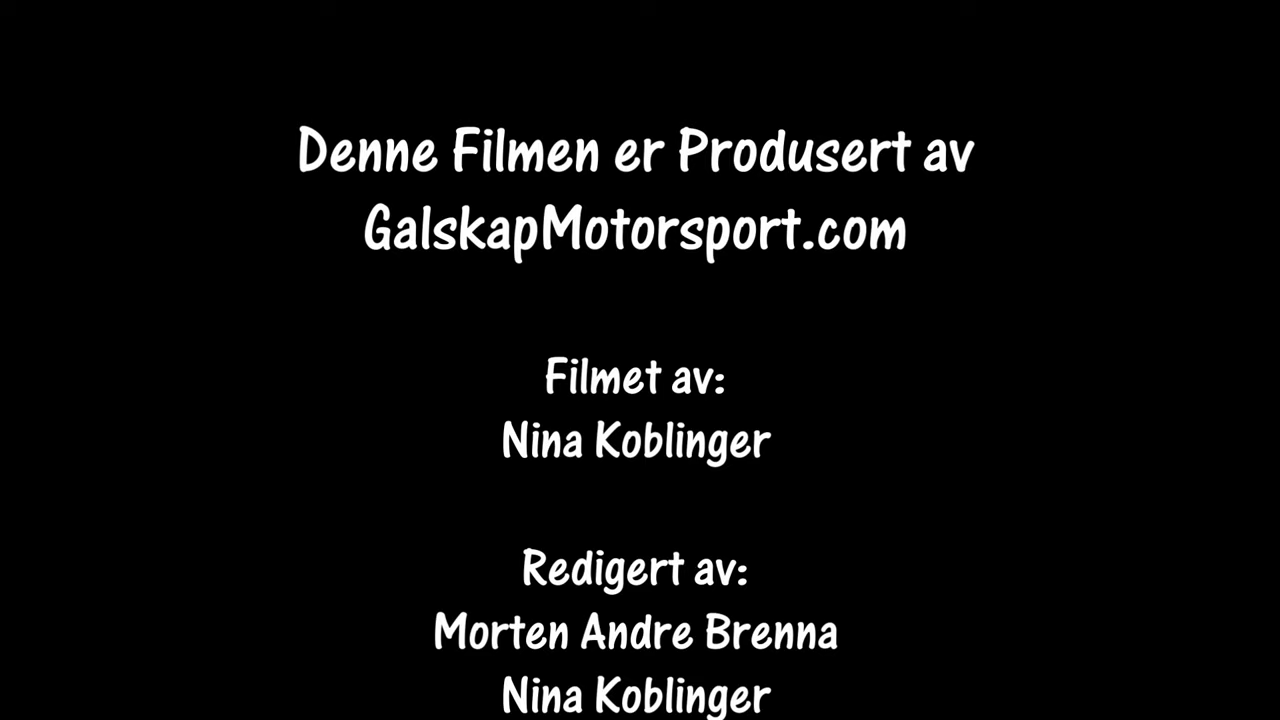 Denne Filmen er Produsert av
GalskapMotorsport.com
Filmet av:
Nina Koblinger
Redigert av:
Morten Andre Brenna
Nina Koblinger